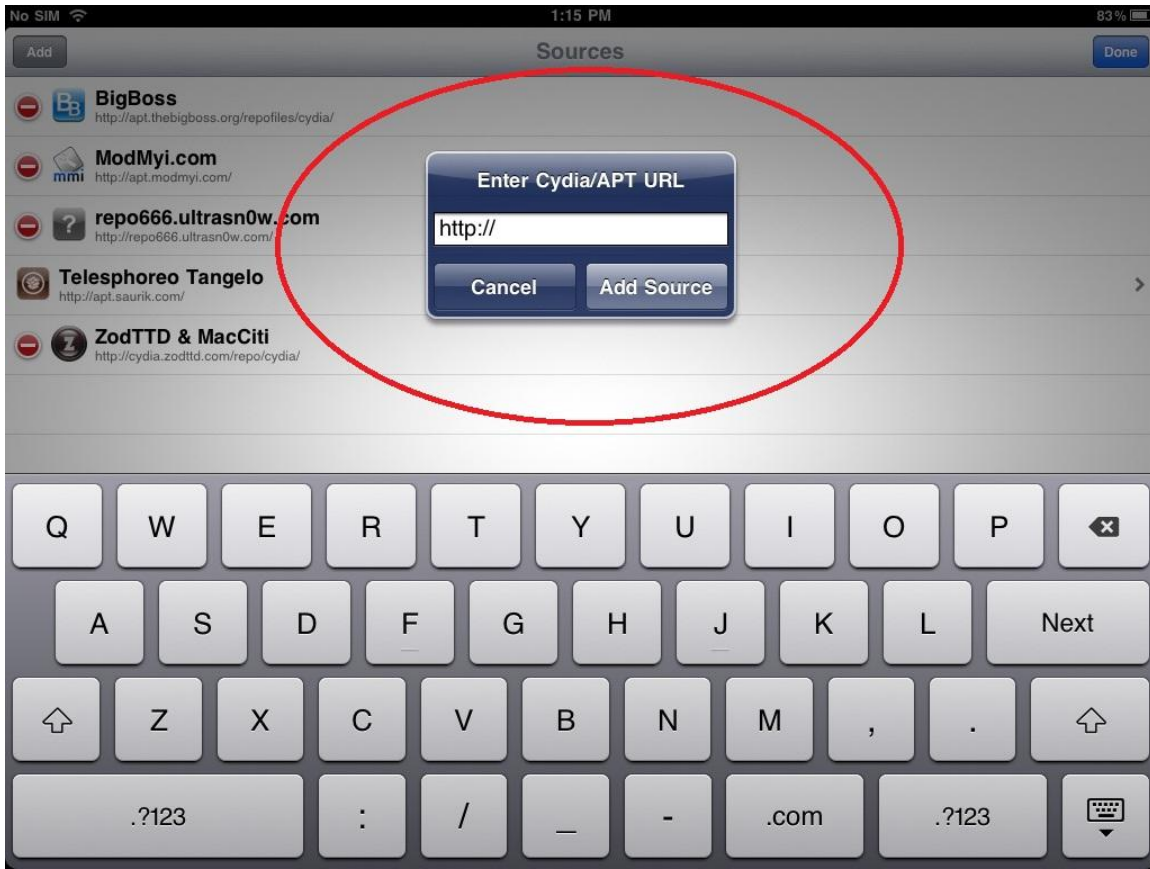 No SIM 1:15 PM 83%
Add Sources Done
BB BigBoss
http://apt.thebigboss.org/repofiles/cydia/
mmi ModMyi.com
http://apt.modmyi.com/
? repo666.ultrasn0w.com
http://repo666.ultrasn0w.com/
Telesphoreo Tangelo
http://apt.saurik.com/
Z ZodTTD & MacCiti
http://cydia.zodttd.com/repo/cydia/
Enter Cydia/APT URL
http://
Cancel Add Source
Q W E R T Y U I O P
A S D F G H J K L Next
Z X C V B N M , .
.?123 : / _ - .com .?123